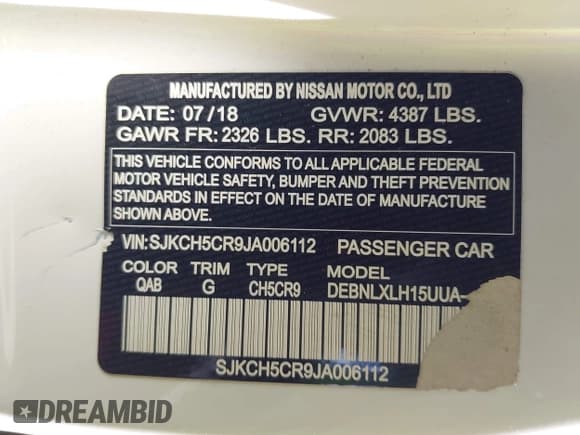 MANUFACTURED BY NISSAN MOTOR CO., LTD
DATE: 07/18 GVWR: 4387 LBS.
GAWR FR: 2326 LBS. RR: 2083 LBS.
THIS VEHICLE CONFORMS TO ALL APPLICABLE FEDERAL
MOTOR VEHICLE SAFETY, BUMPER AND THEFT PREVENTION
STANDARDS IN EFFECT ON THE DATE OF MANUFACTURE
SHOWN ABOVE.
VIN:SJKCH5CR9JA006112 PASSENGER CAR
COLOR TRIM TYPE MODEL
QAB G CH5CR9 DEBNLXLH15UUA-
SJKCH5CR9JA006112
DREAMBID